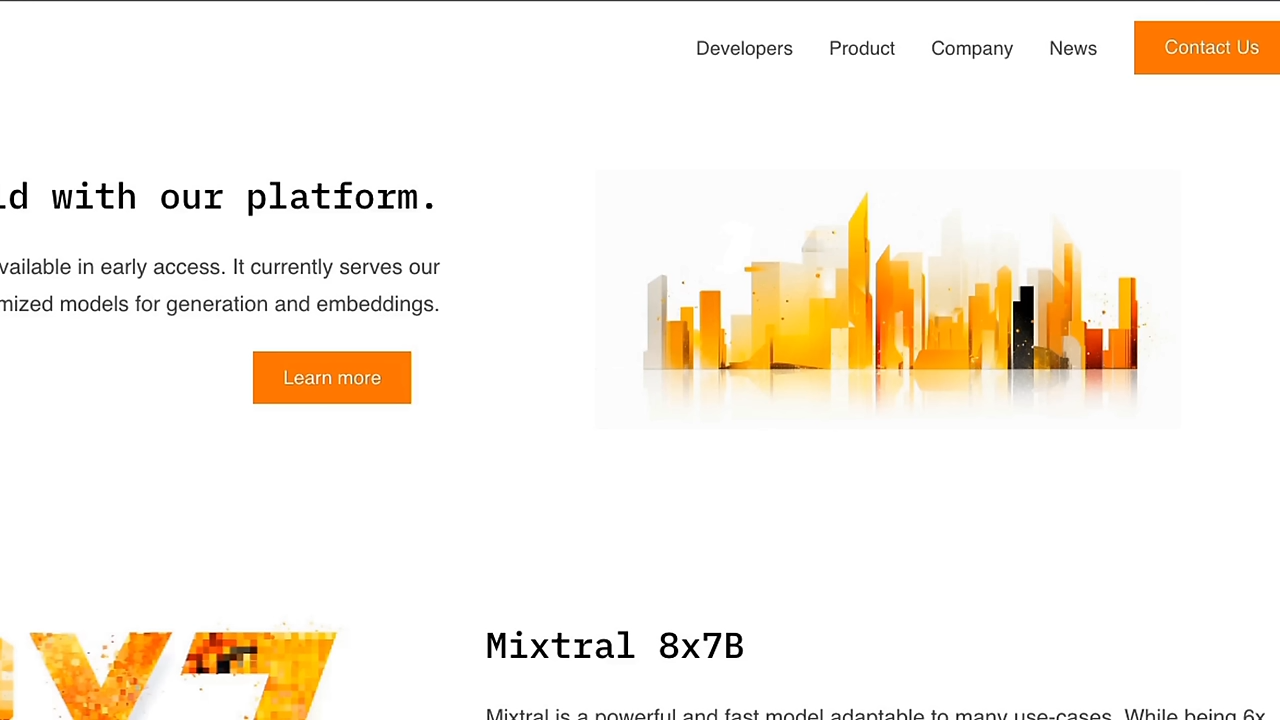 Developers Product Company News Contact Us
with our platform.
available in early access. It currently serves our
models for generation and embeddings.
Learn more
Mixtral 8x7B
Mixtral is a powerful and fast model adaptable to many use-cases. While being 6x